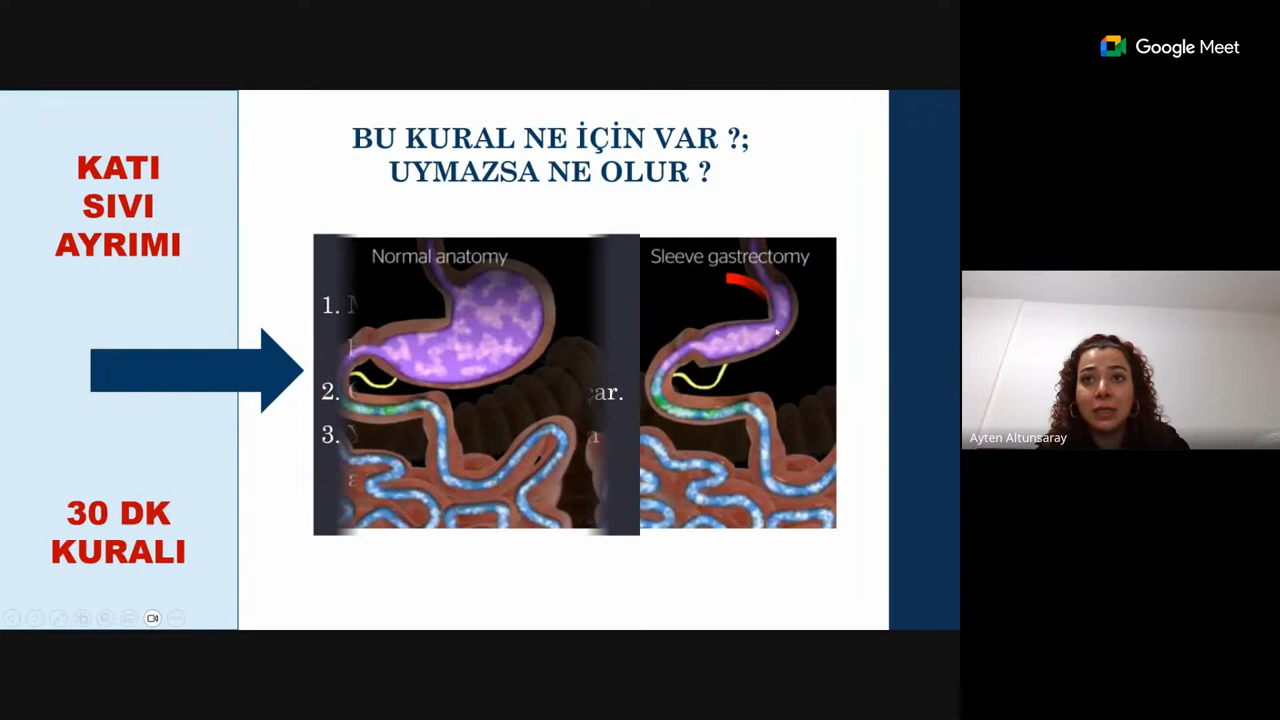 Google Meet
KATI
SIVI
AYRIMI
30 DK
KURALI
BU KURAL NE İÇİN VAR ?;
UYMAZSA NE OLUR ?
Normal anatomy
Sleeve gastrectomy
1.
2.
3.
Ayten Altunsaray